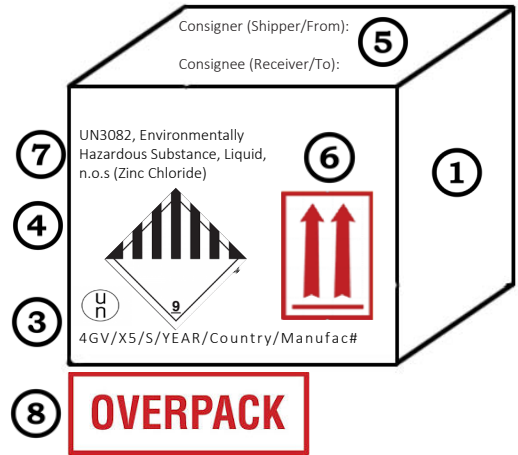 Consigner (Shipper/From):
5
Consignee (Receiver/To):
7
UN3082, Environmentally
Hazardous Substance, Liquid,
n.o.s (Zinc Chloride)
6
1
4
9
un
3
4GV/X5/S/YEAR/Country/Manufac#
8
OVERPACK